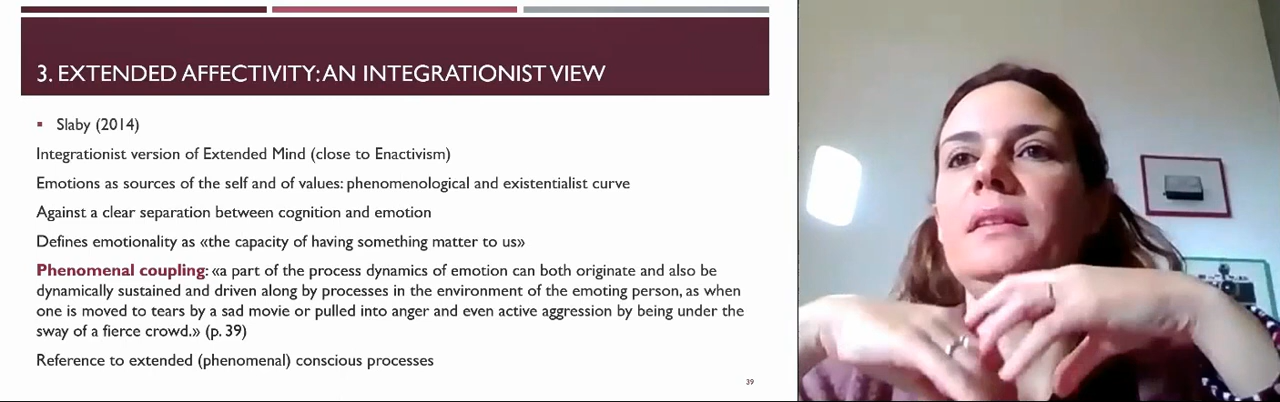 3. EXTENDED AFFECTIVITY: AN INTEGRATIONIST VIEW
▪ Slaby (2014)
Integrationist version of Extended Mind (close to Enactivism)
Emotions as sources of the self and of values: phenomenological and existentialist curve
Against a clear separation between cognition and emotion
Defines emotionality as «the capacity of having something matter to us»
Phenomenal coupling: «a part of the process dynamics of emotion can both originate and also be
dynamically sustained and driven along by processes in the environment of the emoting person, as when
one is moved to tears by a sad movie or pulled into anger and even active aggression by being under the
sway of a fierce crowd.» (p. 39)
Reference to extended (phenomenal) conscious processes
39